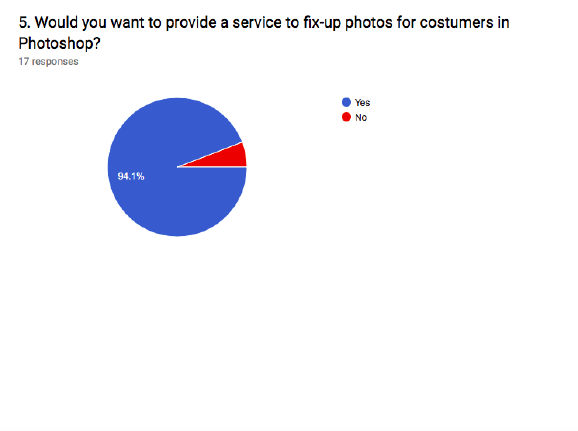 5. Would you want to provide a service to fix-up photos for costumers in
Photoshop?
17 responses
Yes
No
94.1%